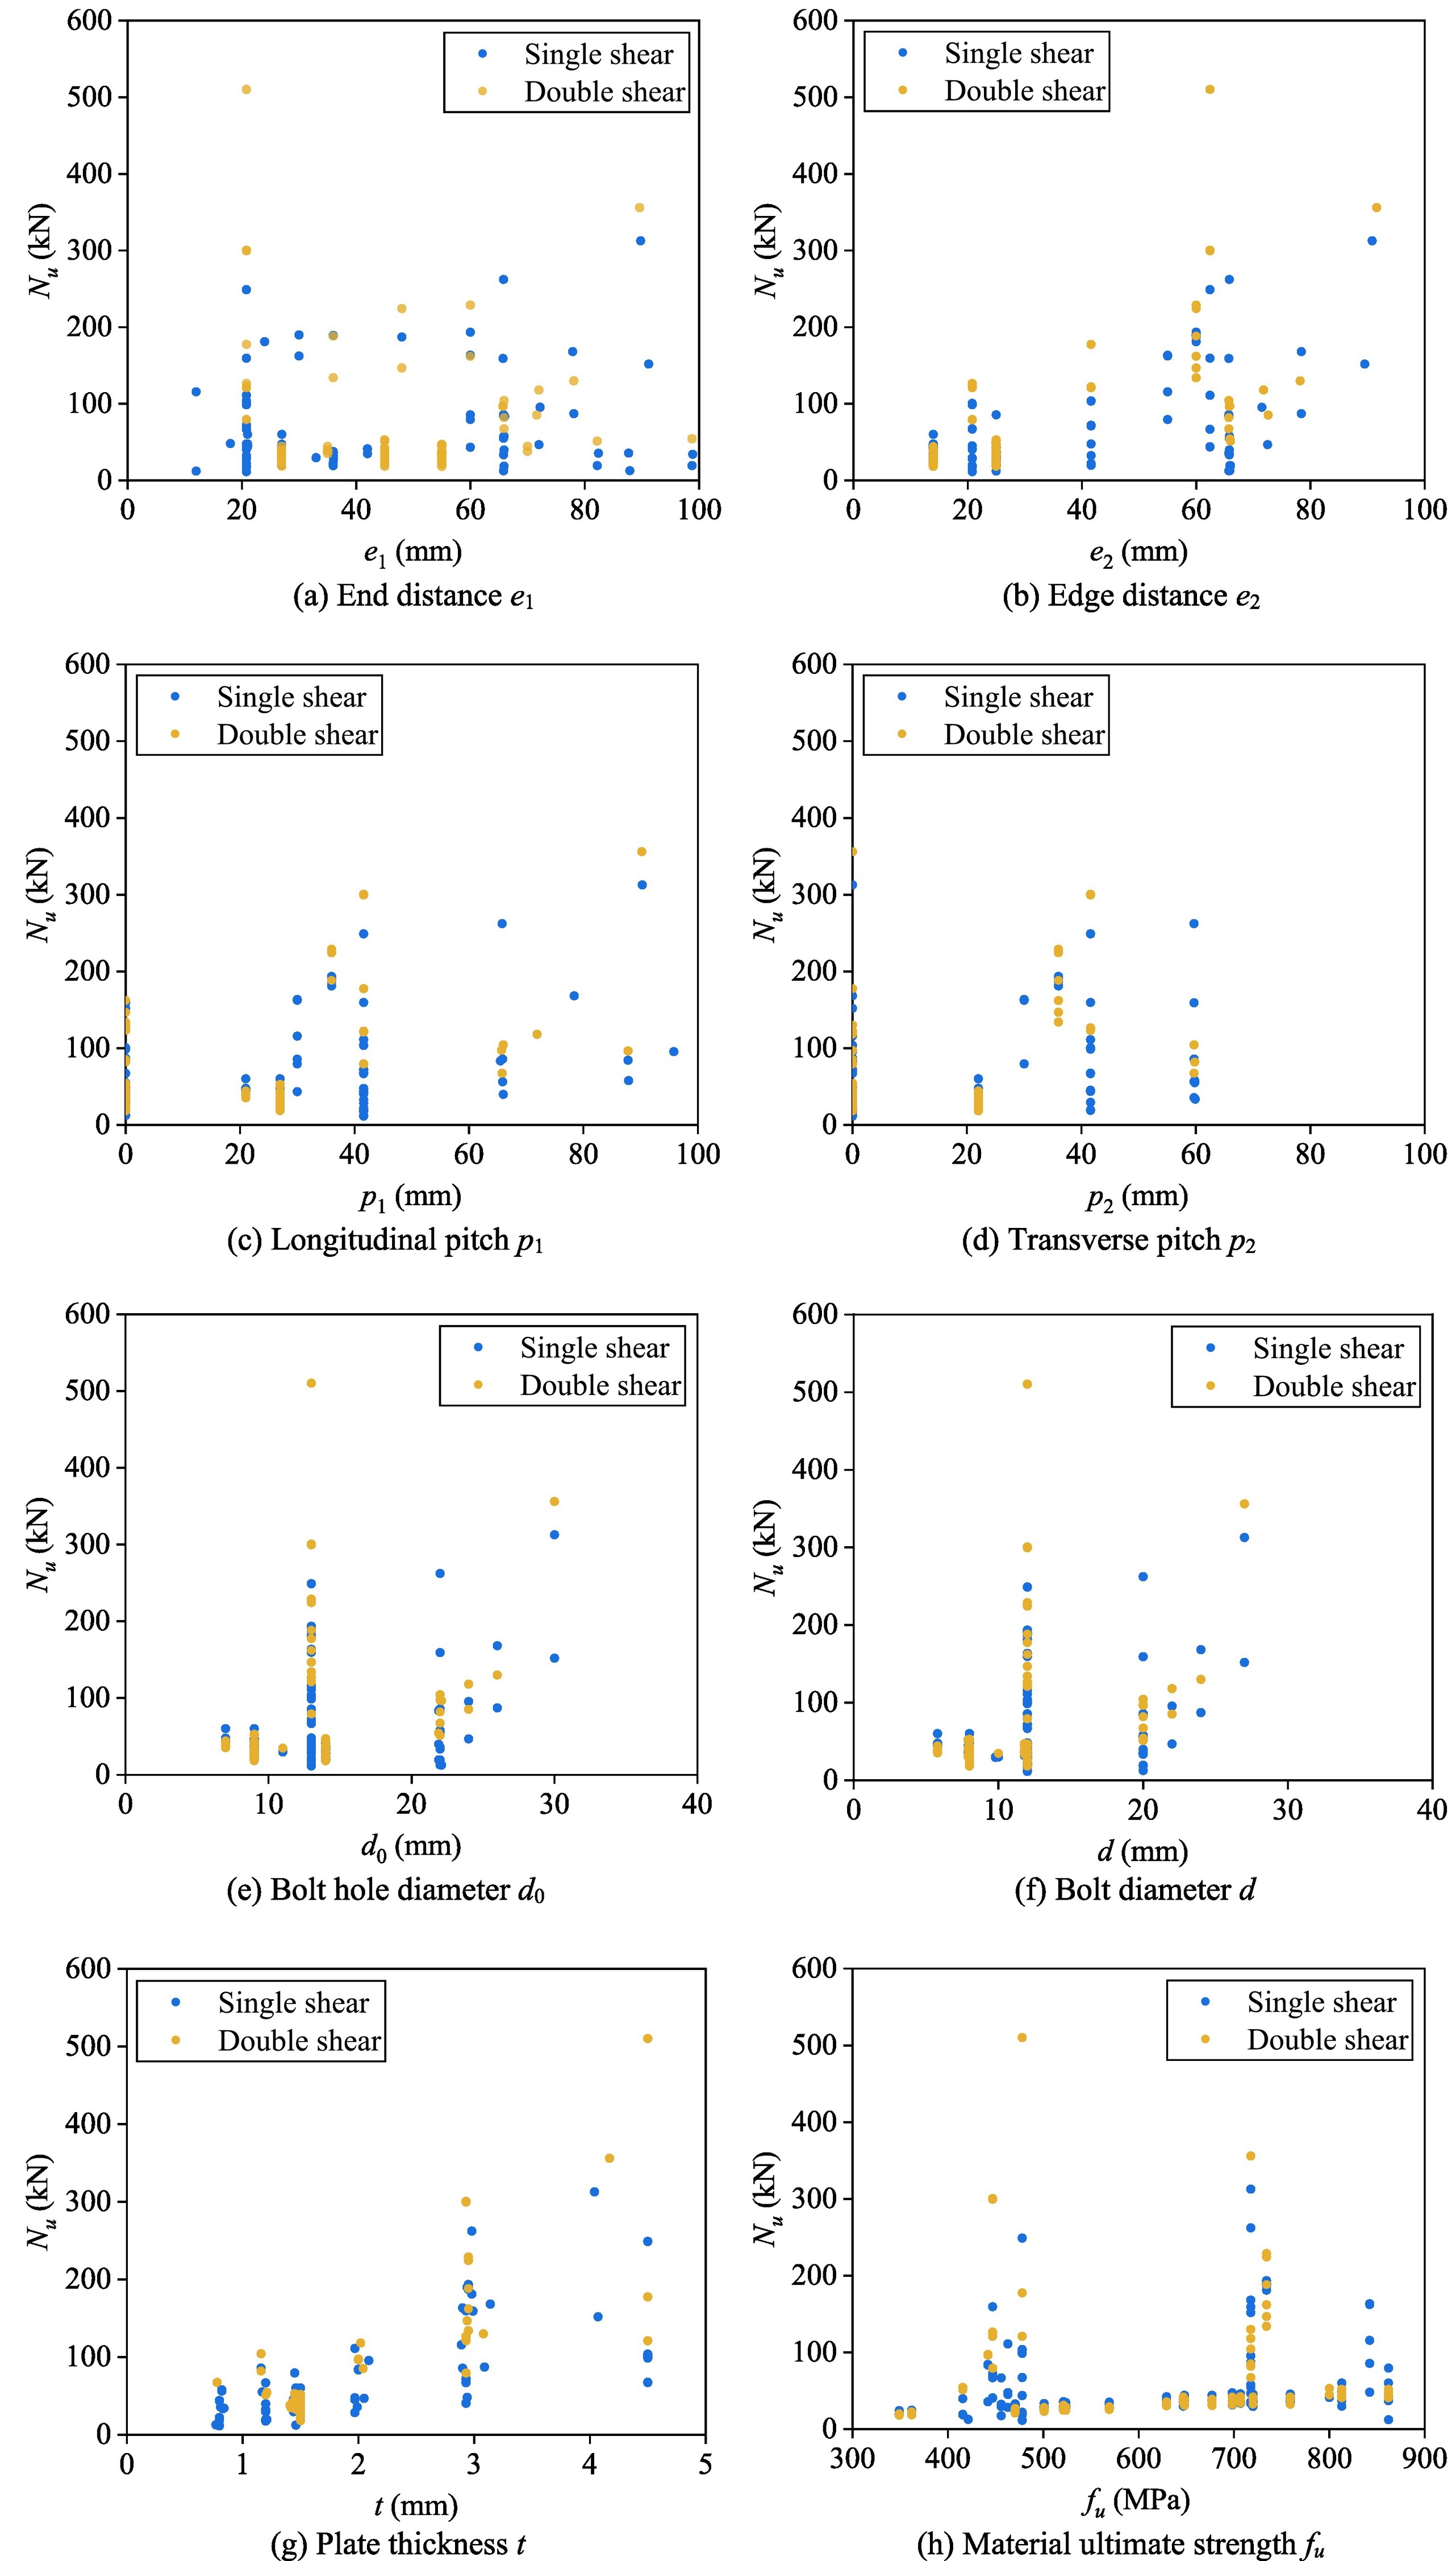 600
500
400
300
200
100
0
N_u (kN)
Single shear
Double shear
0 20 40 60 80 100
e_1 (mm)
(a) End distance e_1
600
500
400
300
200
100
0
N_u (kN)
Single shear
Double shear
0 20 40 60 80 100
e_2 (mm)
(b) Edge distance e_2
600
500
400
300
200
100
0
N_u (kN)
Single shear
Double shear
0 20 40 60 80 100
p_1 (mm)
(c) Longitudinal pitch p_1
600
500
400
300
200
100
0
N_u (kN)
Single shear
Double shear
0 20 40 60 80 100
p_2 (mm)
(d) Transverse pitch p_2
600
500
400
300
200
100
0
N_u (kN)
Single shear
Double shear
0 10 20 30 40
d_0 (mm)
(e) Bolt hole diameter d_0
600
500
400
300
200
100
0
N_u (kN)
Single shear
Double shear
0 10 20 30 40
d (mm)
(f) Bolt diameter d
600
500
400
300
200
100
0
N_u (kN)
Single shear
Double shear
0 1 2 3 4 5
t (mm)
(g) Plate thickness t
600
500
400
300
200
100
0
N_u (kN)
Single shear
Double shear
300 400 500 600 700 800 900
f_u (MPa)
(h) Material ultimate strength f_u